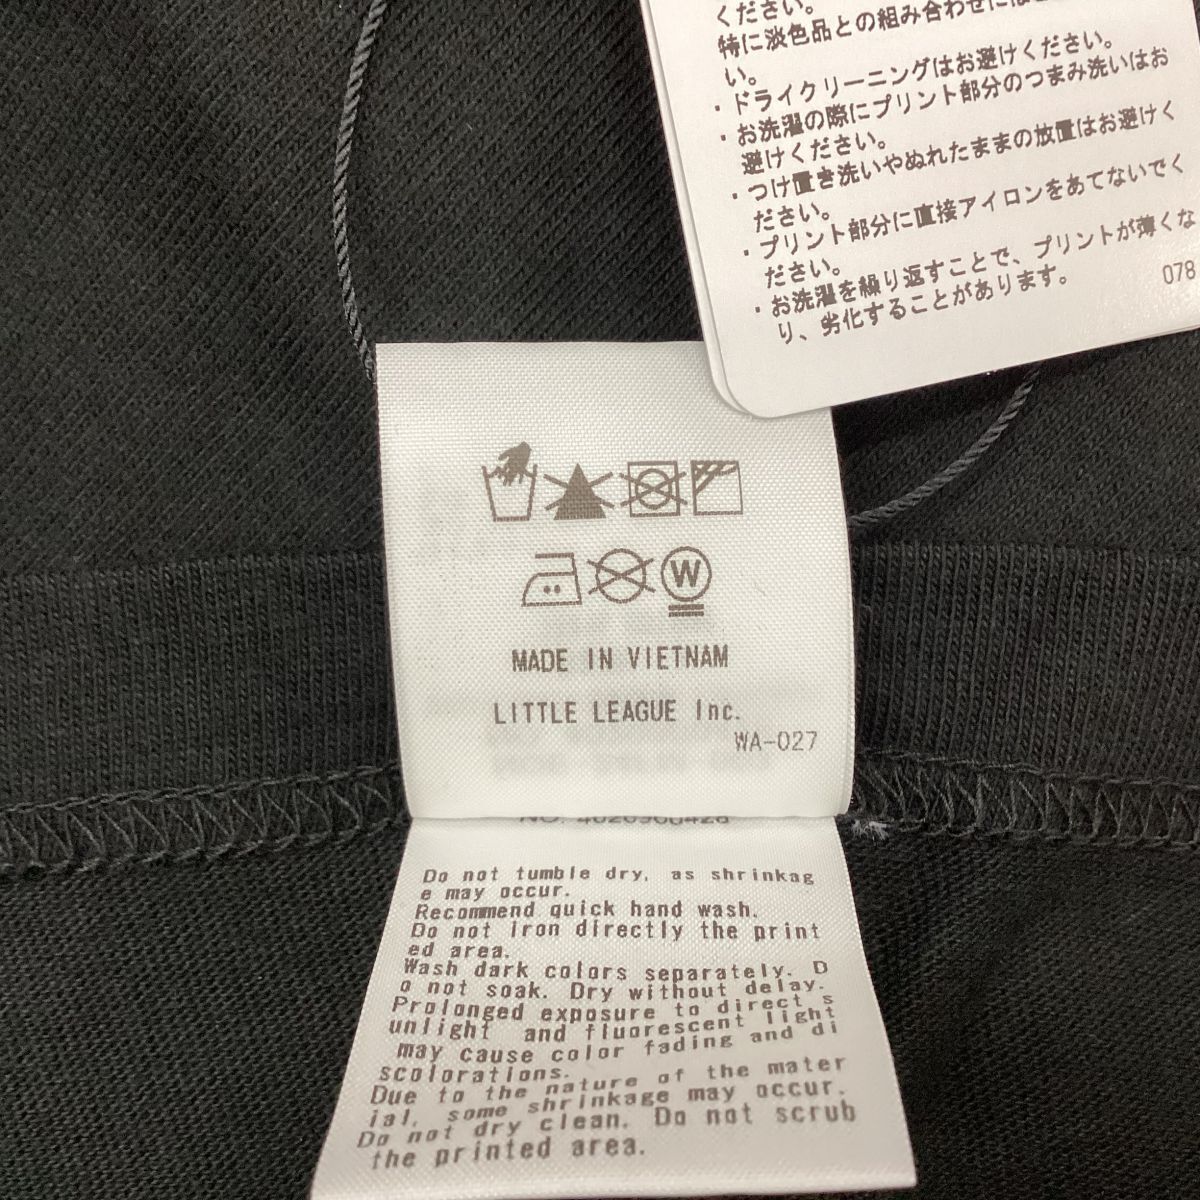 ください。
特に淡色品との組み合わせには
い。
・ドライクリーニングはお避けください。
・お洗濯の際にプリント部分のつまみ洗いはお
避けください。
・つけ置き洗いやぬれたままの放置はお避けく
ださい。
・プリント部分に直接アイロンをあてないでく
ださい。
・お洗濯を繰り返すことで、プリントが薄くな
り、劣化することがあります。
078
W
MADE IN VIETNAM
LITTLE LEAGUE Inc.
WA-027
Do not tumble dry, as shrinkag
e may occur.
Recommend quick hand wash.
Do not iron directly the print
ed area.
Wash dark colors separately. D
o not soak. Dry without delay.
Prolonged exposure to direct s
unlight and fluorescent light
may cause color fading and di
scolorations.
Due to the nature of the mater
ial, some shrinkage may occur.
Do not dry clean. Do not scrub
the printed area.